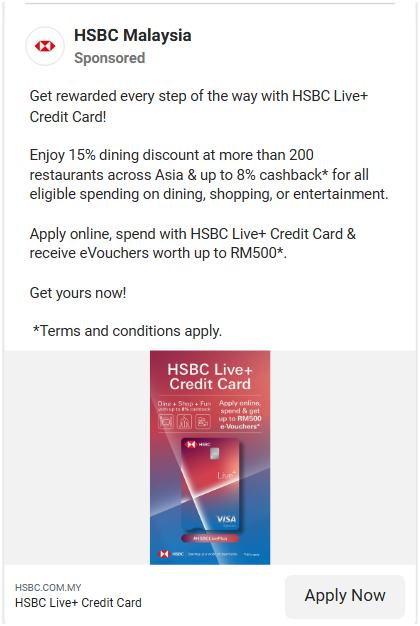 HSBC Malaysia
Sponsored
Get rewarded every step of the way with HSBC Live+
Credit Card!
Enjoy 15% dining discount at more than 200
restaurants across Asia & up to 8% cashback* for all
eligible spending on dining, shopping, or entertainment.
Apply online, spend with HSBC Live+ Credit Card &
receive eVouchers worth up to RM500*.
Get yours now!
*Terms and conditions apply.
HSBC Live+
Credit Card
Dine + Shop + Fun
with up to 8% cashback
Apply online,
spend & get
up to RM500
e-Vouchers*
HSBC
Live+
VISA
#HSBCLivePlus
HSBC
HSBC.COM.MY
HSBC Live+ Credit Card
Apply Now